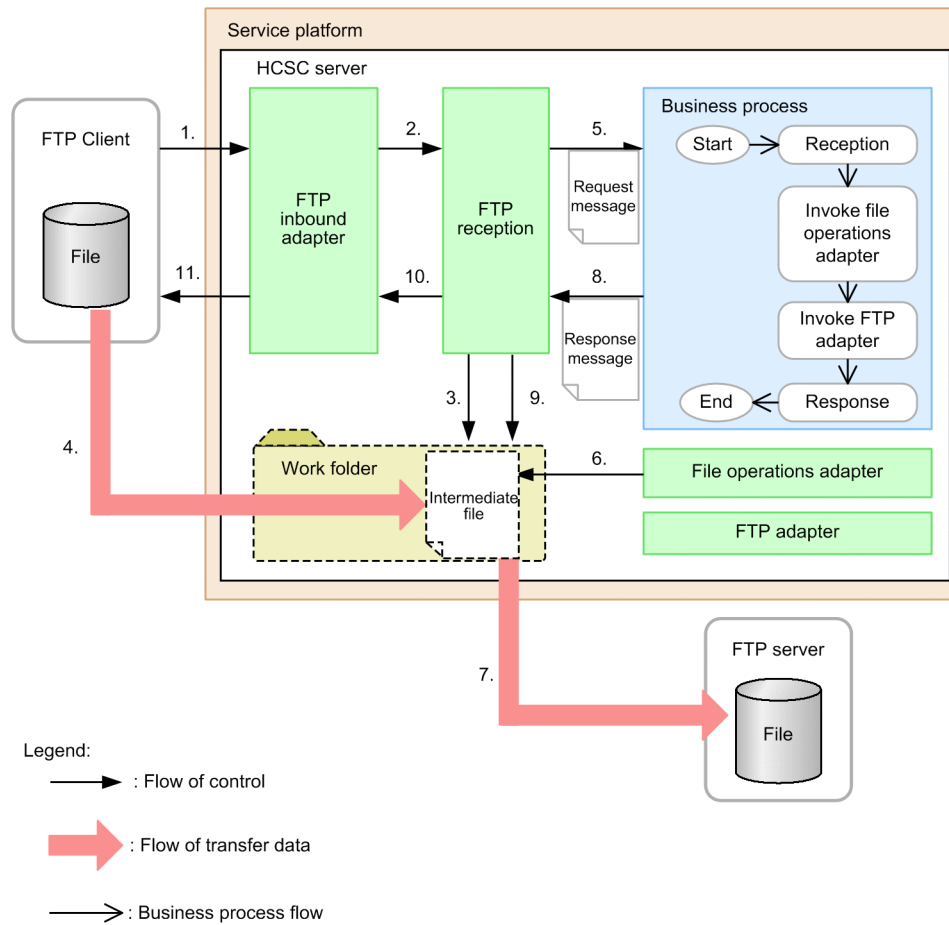 Service platform
HCSC server
FTP Client
File
1.
FTP
inbound
adapter
2.
FTP
reception
5.
Request
message
Business process
Start
Reception
Invoke file
operations
adapter
Invoke FTP
adapter
Response
End
11.
10.
8.
Response
message
3.
9.
4.
Work folder
Intermediate
file
6.
File operations adapter
FTP adapter
7.
FTP server
File
Legend:
: Flow of control
: Flow of transfer data
: Business process flow